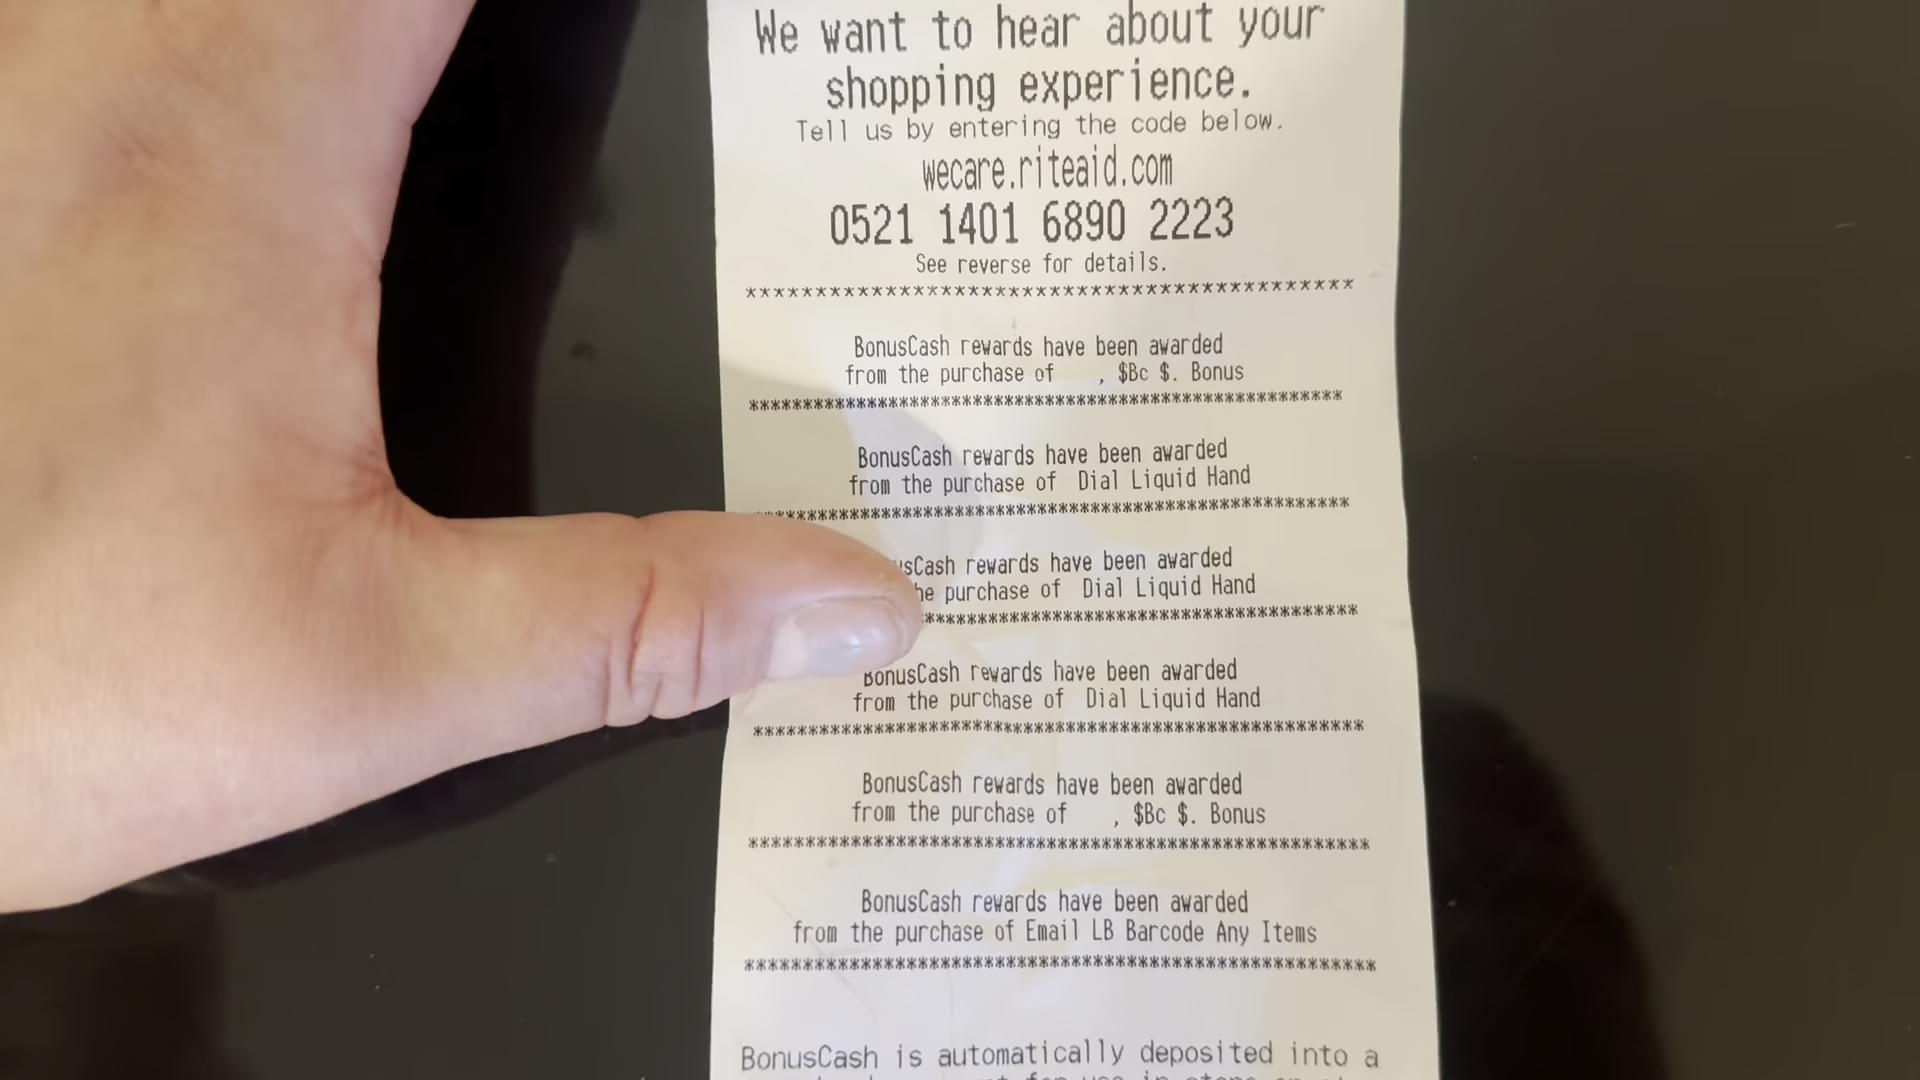 We want to hear about your
shopping experience.
Tell us by entering the code below.
wecare.riteaid.com
0521 1401 6890 2223
See reverse for details.
********************************************
BonusCash rewards have been awarded
from the purchase of , $Bc $. Bonus
********************************************************
BonusCash rewards have been awarded
from the purchase of Dial Liquid Hand
********************************************************
rewards have been awarded
purchase of Dial Liquid Hand
****************************************
BonusCash rewards have been awarded
from the purchase of Dial Liquid Hand
********************************************************
BonusCash rewards have been awarded
from the purchase of , $Bc $. Bonus
********************************************************
BonusCash rewards have been awarded
from the purchase of Email LB Barcode Any Items
********************************************************
BonusCash is automatically deposited into a